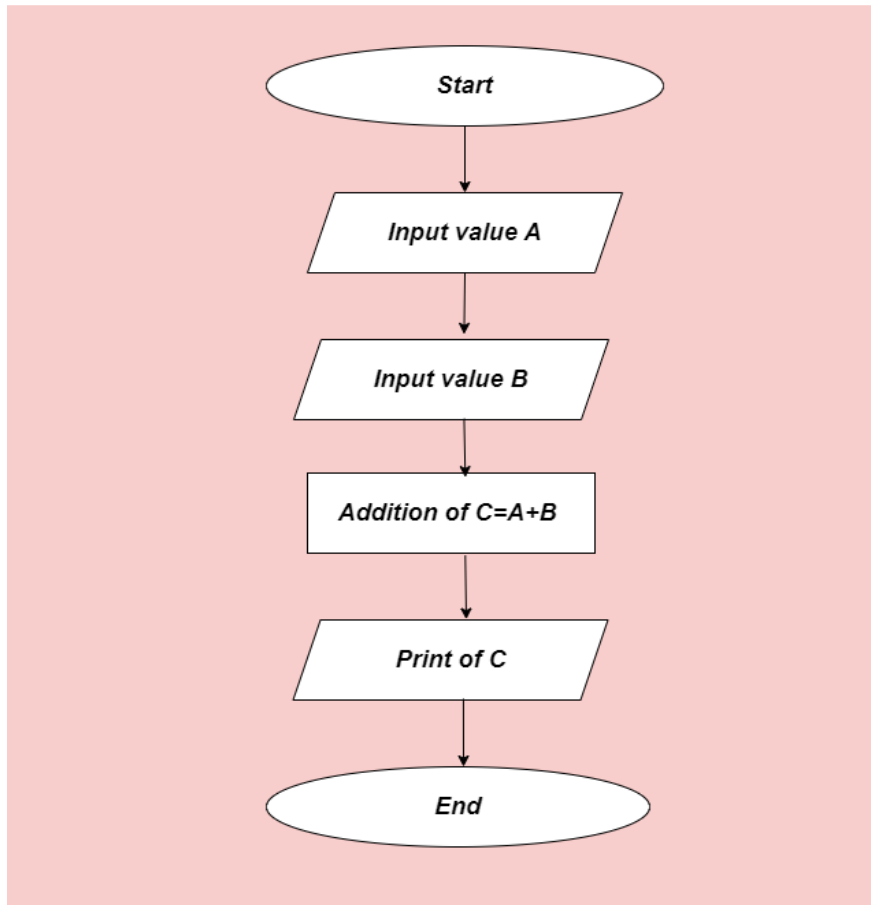 Start
Input value A
Input value B
Addition of C=A+B
Print of C
End